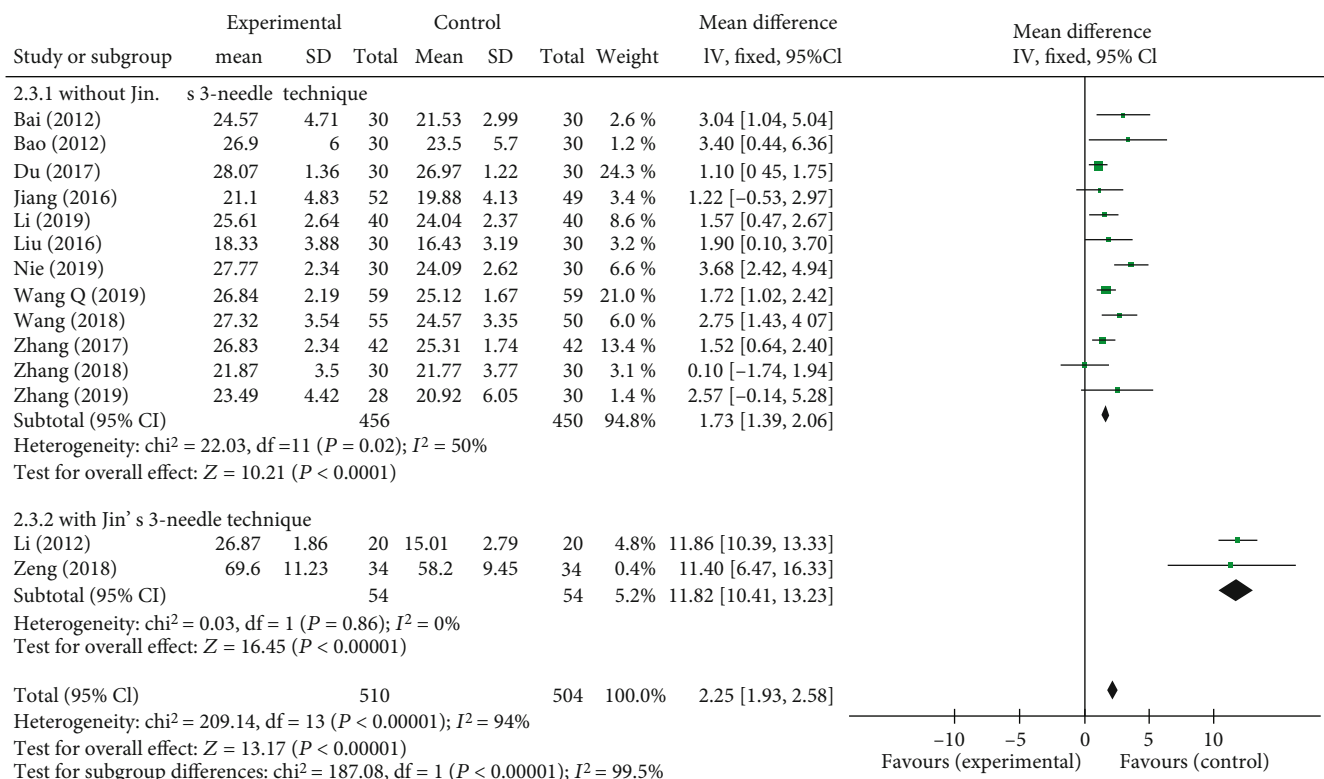 Experimental Control Mean difference Mean difference
Study or subgroup mean SD Total Mean SD Total Weight lV, fixed, 95%Cl IV, fixed, 95% Cl
2.3.1 without Jin. s 3-needle technique
Bai (2012) 24.57 4.71 30 21.53 2.99 30 2.6 % 3.04 [1.04, 5.04)
Bao (2012) 26.9 6 30 23.5 5.7 30 1.2 % 3.40 [0.44, 6.36]
Du (2017) 28.07 1.36 30 26.97 1.22 30 24.3 % 1.10 [0 45, 1.75]
Jiang (2016) 21.1 4.83 52 19.88 4.13 49 3.4 % 1.22 [–0.53, 2.97]
Li (2019) 25.61 2.64 40 24.04 2.37 40 8.6 % 1.57 [0.47, 2.67]
Liu (2016) 18.33 3.88 30 16.43 3.19 30 3.2 % 1.90 [0.10, 3.70]
Nie (2019) 27.77 2.34 30 24.09 2.62 30 6.6 % 3.68 [2.42, 4.94]
Wang Q (2019) 26.84 2.19 59 25.12 1.67 59 21.0 % 1.72 [1.02, 2.42]
Wang (2018) 27.32 3.54 55 24.57 3.35 50 6.0 % 2.75 [1.43, 4 07]
Zhang (2017) 26.83 2.34 42 25.31 1.74 42 13.4 % 1.52 [0.64, 2.40]
Zhang (2018) 21.87 3.5 30 21.77 3.77 30 3.1 % 0.10 [–1.74, 1.94]
Zhang (2019) 23.49 4.42 28 20.92 6.05 30 1.4 % 2.57 [–0.14, 5.28]
Subtotal (95% CI) 456 450 94.8% 1.73 [1.39, 2.06]
Heterogeneity: chi² = 22.03, df =11 (P = 0.02); I² = 50%
Test for overall effect: Z = 10.21 (P < 0.0001)
2.3.2 with Jin' s 3-needle technique
Li (2012) 26.87 1.86 20 15.01 2.79 20 4.8% 11.86 [10.39, 13.33]
Zeng (2018) 69.6 11.23 34 58.2 9.45 34 0.4% 11.40 [6.47, 16.33]
Subtotal (95% CI) 54 54 5.2% 11.82 [10.41, 13.23]
Heterogeneity: chi² = 0.03, df = 1 (P = 0.86); I² = 0%
Test for overall effect: Z = 16.45 (P < 0.00001)
Total (95% Cl) 510 504 100.0% 2.25 [1.93, 2.58]
Heterogeneity: chi² = 209.14, df = 13 (P < 0.00001); I² = 94%
Test for overall effect: Z = 13.17 (P < 0.00001)
Test for subgroup differences: chi² = 187.08, df = 1 (P < 0.00001); I² = 99.5%
–10 –5 0 5 10
Favours (experimental) Favours (control)